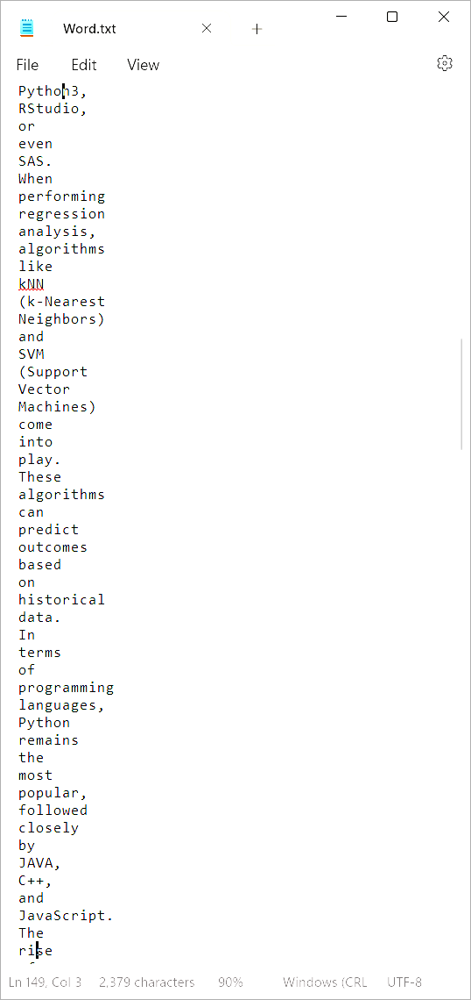 Word.txt
File Edit View
Python3,
RStudio,
or
even
SAS.
When
performing
regression
analysis,
algorithms
like
kNN
(k-Nearest
Neighbors)
and
SVM
(Support
Vector
Machines)
come
into
play.
These
algorithms
can
predict
outcomes
based
on
historical
data.
In
terms
of
programming
languages,
Python
remains
the
most
popular,
followed
closely
by
JAVA,
C++,
and
JavaScript.
The
rise
Ln 149, Col 3 2,379 characters 90% Windows (CRL UTF-8